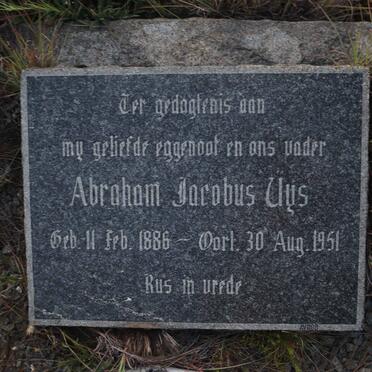 Ter gedagtenis aan
my geliefde eggenoot en ons vader
Abraham Jacobus Uys
Geb. 11 Feb. 1886 – Oorl. 30 Aug. 1951
Rus in vrede